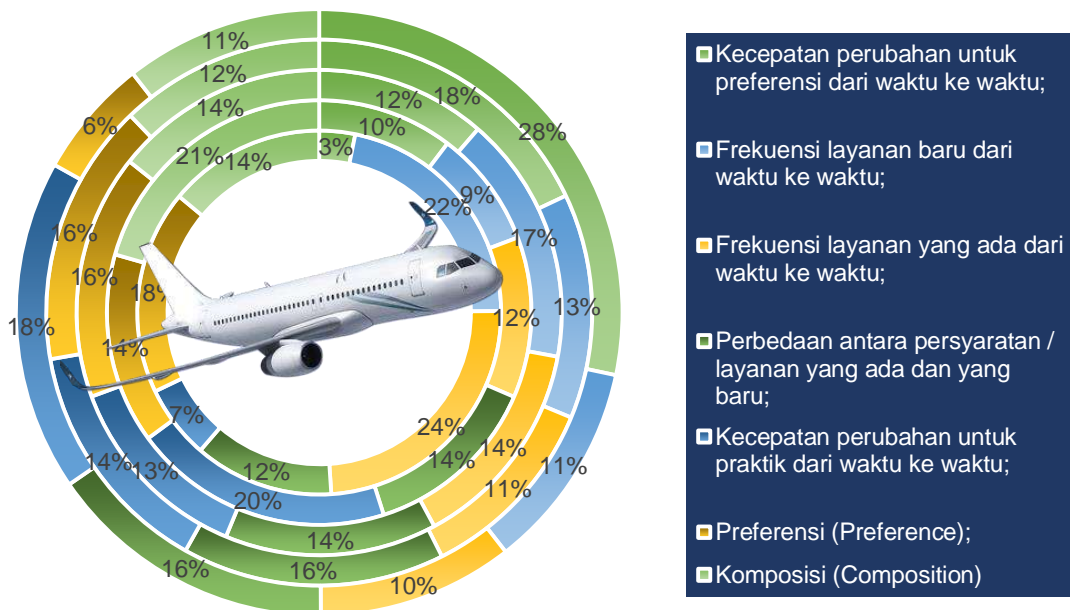 11%
12%
14%
21%
14%
3%
10%
12%
18%
28%
22%
9%
17%
13%
12%
24%
14%
14%
11%
11%
12%
20%
14%
16%
10%
16%
7%
13%
14%
18%
18%
14%
16%
16%
6%
Kecepatan perubahan untuk
preferensi dari waktu ke waktu;
Frekuensi layanan baru dari
waktu ke waktu;
Frekuensi layanan yang ada dari
waktu ke waktu;
Perbedaan antara persyaratan /
layanan yang ada dan yang
baru;
Kecepatan perubahan untuk
praktik dari waktu ke waktu;
Preferensi (Preference);
Komposisi (Composition)